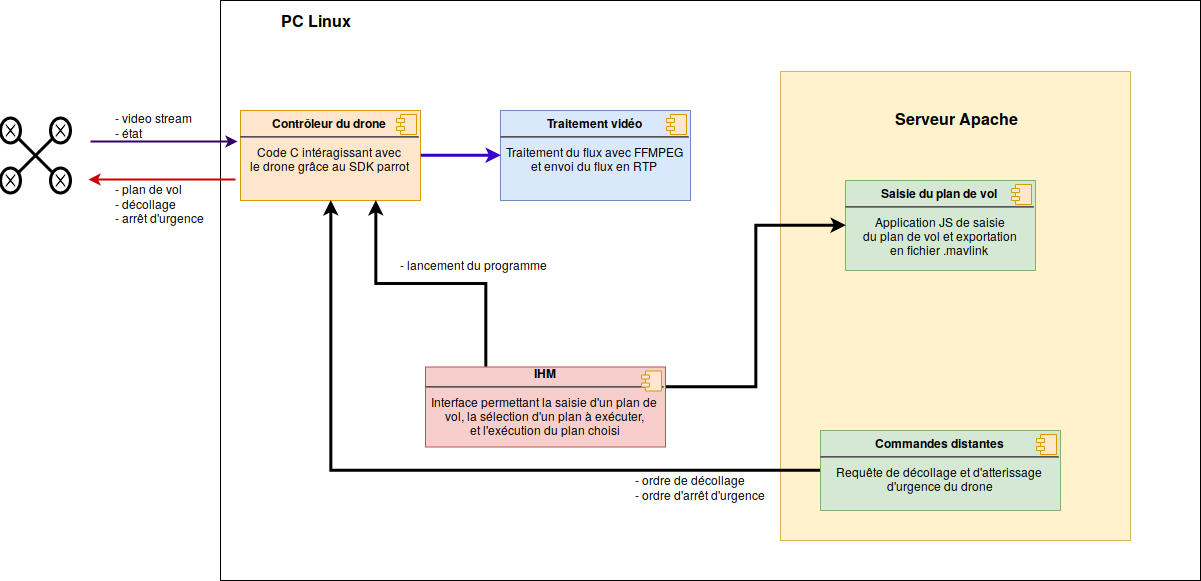 PC Linux
- video stream
- état
- plan de vol
- décollage
- arrêt d'urgence
Contrôleur du drone
Code C intéragissant avec
le drone grâce au SDK parrot
Traitement vidéo
Traitement du flux avec FFMPEG
et envoi du flux en RTP
Serveur Apache
Saisie du plan de vol
Application JS de saisie
du plan de vol et exportation
en fichier .mavlink
- lancement du programme
IHM
Interface permettant la saisie d'un plan de
vol, la sélection d'un plan à exécuter,
et l'exécution du plan choisi
Commandes distantes
Requête de décollage et d'atterissage
d'urgence du drone
- ordre de décollage
- ordre d'arrêt d'urgence